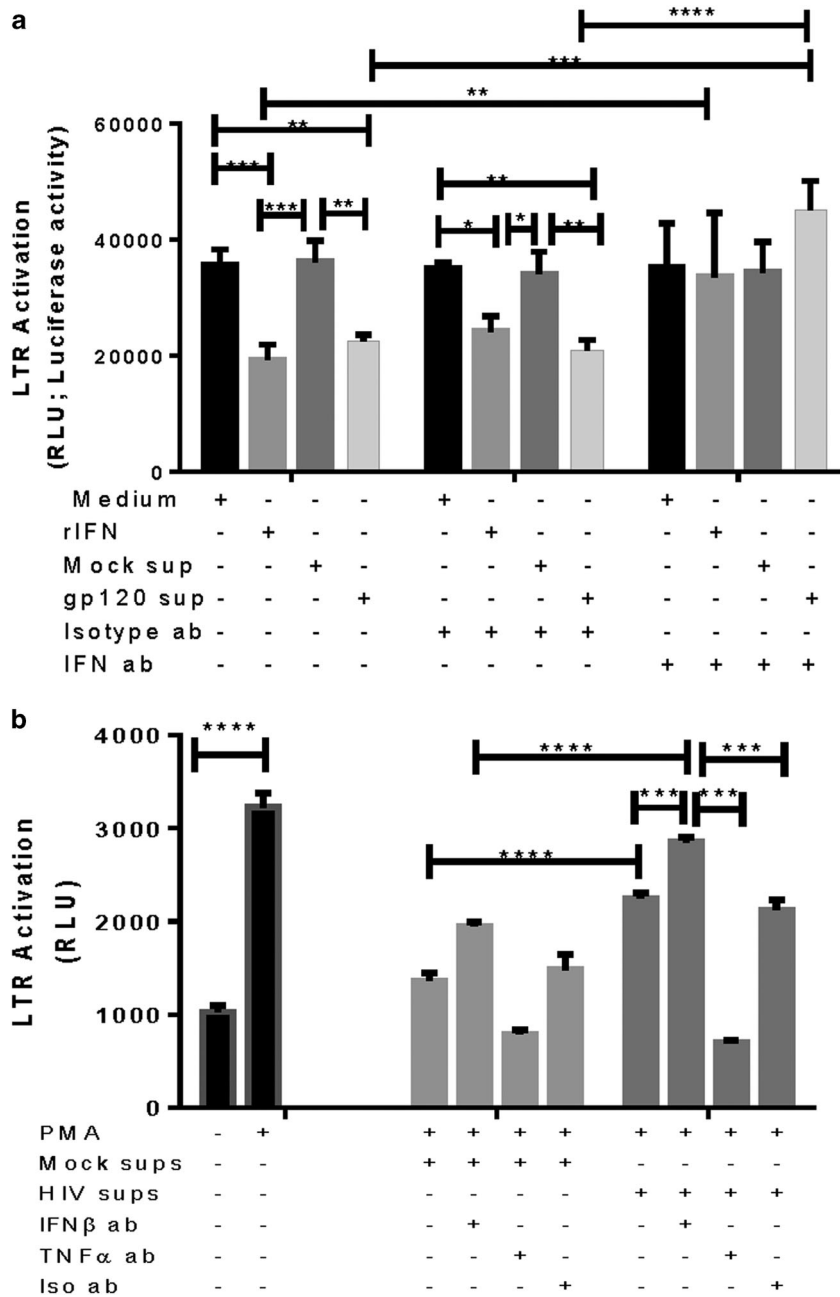 a
****
***
**
**
***
***
**
**
*
*
**
60000
40000
20000
0
LTR Activation
(RLU; Luciferase activity)
Medium + - - - + - - - + - - -
rIFN - + - - - + - - - + - -
Mock sup - - + - - - + - - - + -
gp120 sup - - - + - - - + - - - +
Isotype ab - - - - + + + + - - - -
IFN ab - - - - - - - - + + + +
b
****
****
***
***
***
****
4000
3000
2000
1000
0
LTR Activation
(RLU)
PMA - + + + + + + + + +
Mock sups - - + + + + - - - -
HIV sups - - - - - - + + + +
IFNβ ab - - - + - - - + - -
TNFα ab - - - - + - - - + -
Iso ab - - - - - + - - - +